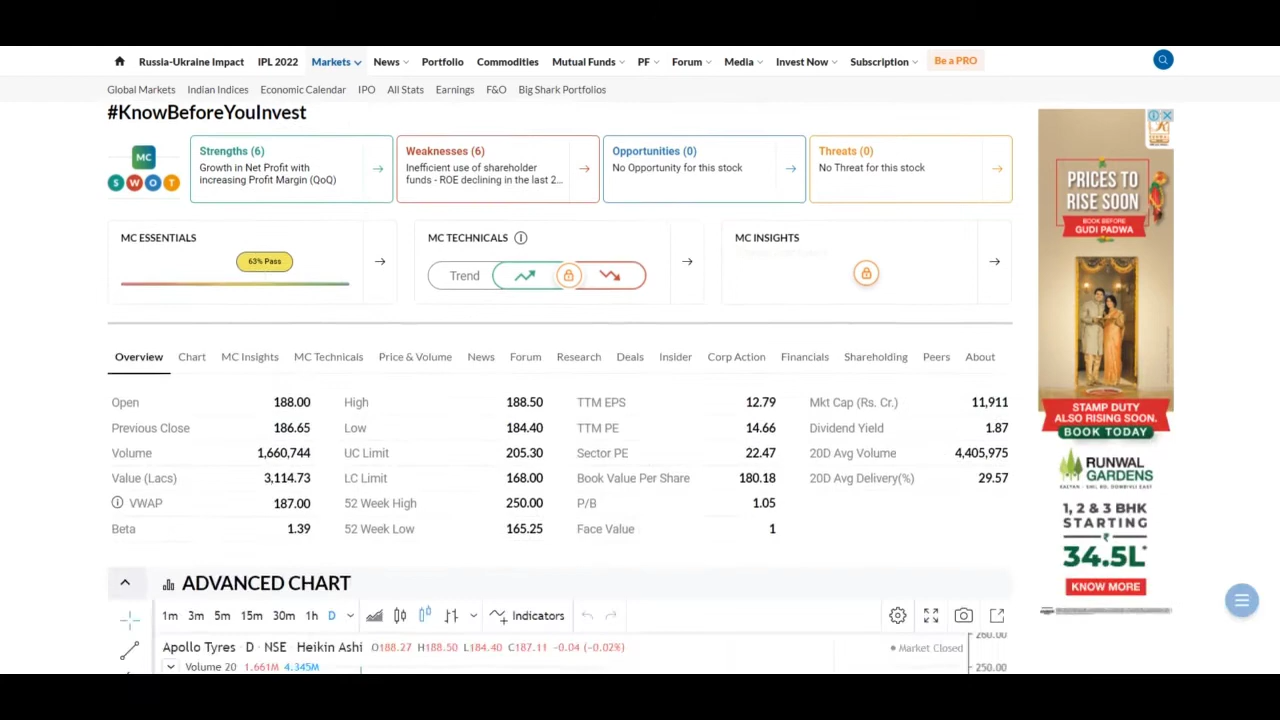 Russia-Ukraine Impact IPL 2022 Markets News Portfolio Commodities Mutual Funds PF Forum Media Invest Now Subscription Be a PRO
Global Markets Indian Indices Economic Calendar IPO All Stats Earnings F&O Big Shark Portfolios
#KnowBeforeYouInvest
MC
S W O T
Strengths (6)
Growth in Net Profit with
increasing Profit Margin (QoQ)
Weaknesses (6)
Inefficient use of shareholder
funds - ROE declining in the last 2...
Opportunities (0)
No Opportunity for this stock
Threats (0)
No Threat for this stock
MC ESSENTIALS
63% Pass
MC TECHNICALS
Trend
MC INSIGHTS
Overview Chart MC Insights MC Technicals Price & Volume News Forum Research Deals Insider Corp Action Financials Shareholding Peers About
Open 188.00 High 188.50 TTM EPS 12.79 Mkt Cap (Rs. Cr.) 11,911
Previous Close 186.65 Low 184.40 TTM PE 14.66 Dividend Yield 1.87
Volume 1,660,744 UC Limit 205.30 Sector PE 22.47 20D Avg Volume 4,405,975
Value (Lacs) 3,114.73 LC Limit 168.00 Book Value Per Share 180.18 20D Avg Delivery(%) 29.57
VWAP 187.00 52 Week High 250.00 P/B 1.05
Beta 1.39 52 Week Low 165.25 Face Value 1
ADVANCED CHART
1m 3m 5m 15m 30m 1h D Indicators
Apollo Tyres D NSE Heikin Ashi O188.27 H188.50 L184.40 C187.11 -0.04 (-0.02%) Market Closed 260.00
Volume 20 1.661M 4.345M 250.00
PRICES TO
RISE SOON
BOOK BEFORE
GUDI PADWA
STAMP DUTY
ALSO RISING SOON.
BOOK TODAY
RUNWAL
GARDENS
1, 2 & 3 BHK
STARTING
₹
34.5L*
KNOW MORE